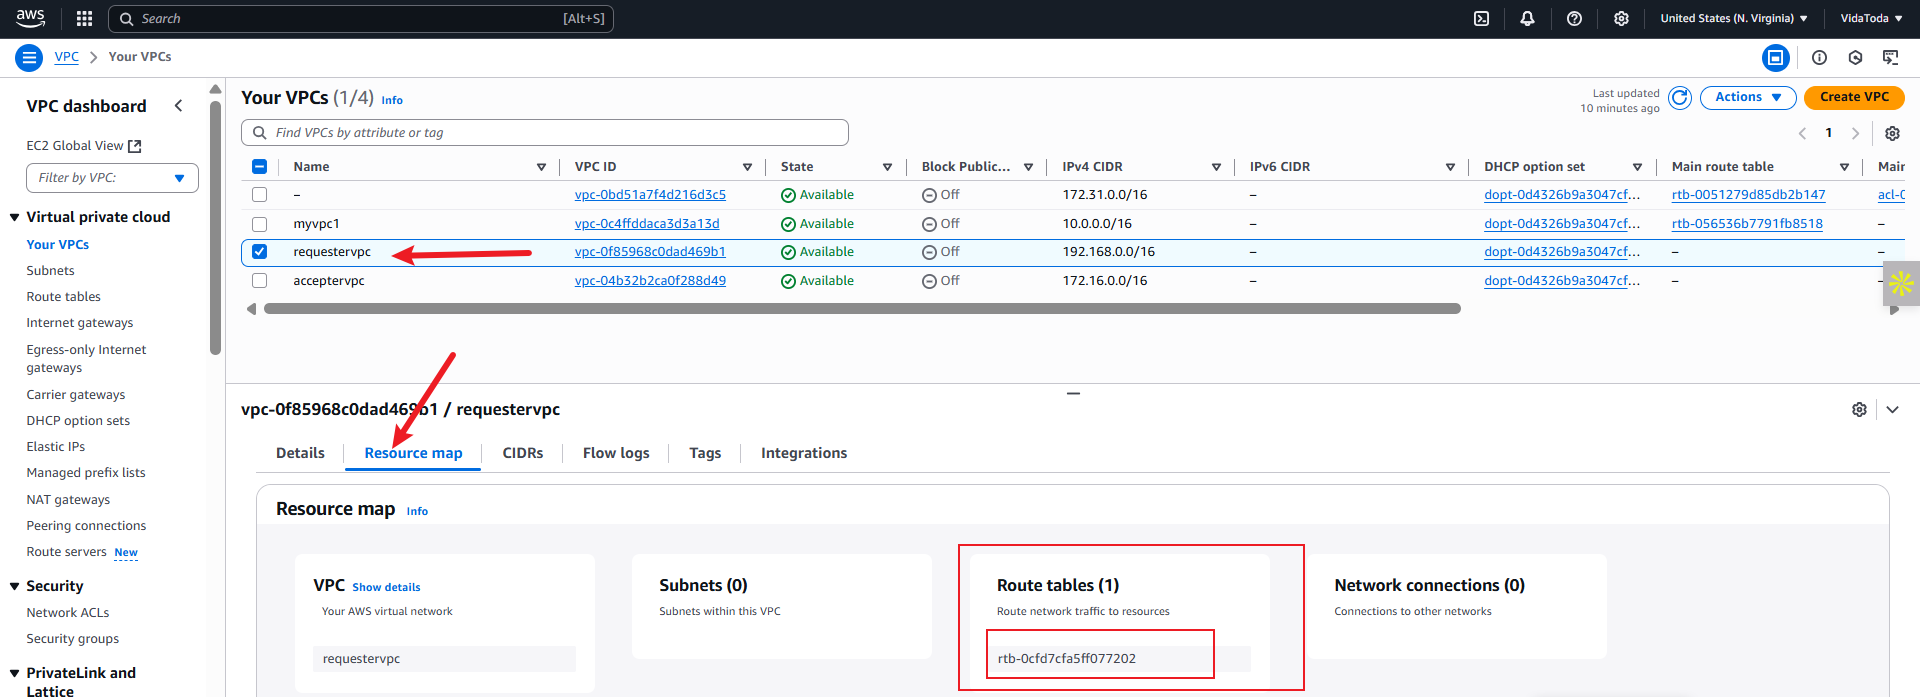 aws
Search [Alt+S]
United States (N. Virginia) VidaToda
VPC Your VPCs
VPC dashboard
EC2 Global View
Filter by VPC:
Virtual private cloud
Your VPCs
Subnets
Route tables
Internet gateways
Egress-only Internet
gateways
Carrier gateways
DHCP option sets
Elastic IPs
Managed prefix lists
NAT gateways
Peering connections
Route servers New
Security
Network ACLs
Security groups
PrivateLink and
Lattice
Your VPCs (1/4) Info
Last updated
10 minutes ago
Actions
Create VPC
Find VPCs by attribute or tag
1
Name VPC ID State Block Public... IPv4 CIDR IPv6 CIDR DHCP option set Main route table Main
– vpc-0bd51a7f4d216d3c5 Available Off 172.31.0.0/16 – dopt-0d4326b9a3047cf... rtb-0051279d85db2b147 acl-0
myvpc1 vpc-0c4ffddaca3d3a13d Available Off 10.0.0.0/16 – dopt-0d4326b9a3047cf... rtb-056536b7791fb8518 –
requestervpc vpc-0f85968c0dad469b1 Available Off 192.168.0.0/16 – dopt-0d4326b9a3047cf... – –
acceptervpc vpc-04b32b2ca0f288d49 Available Off 172.16.0.0/16 – dopt-0d4326b9a3047cf... – –
vpc-0f85968c0dad469b1 / requestervpc
Details Resource map CIDRs Flow logs Tags Integrations
Resource map Info
VPC Show details
Your AWS virtual network
requestervpc
Subnets (0)
Subnets within this VPC
Route tables (1)
Route network traffic to resources
rtb-0cfd7cfa5ff077202
Network connections (0)
Connections to other networks